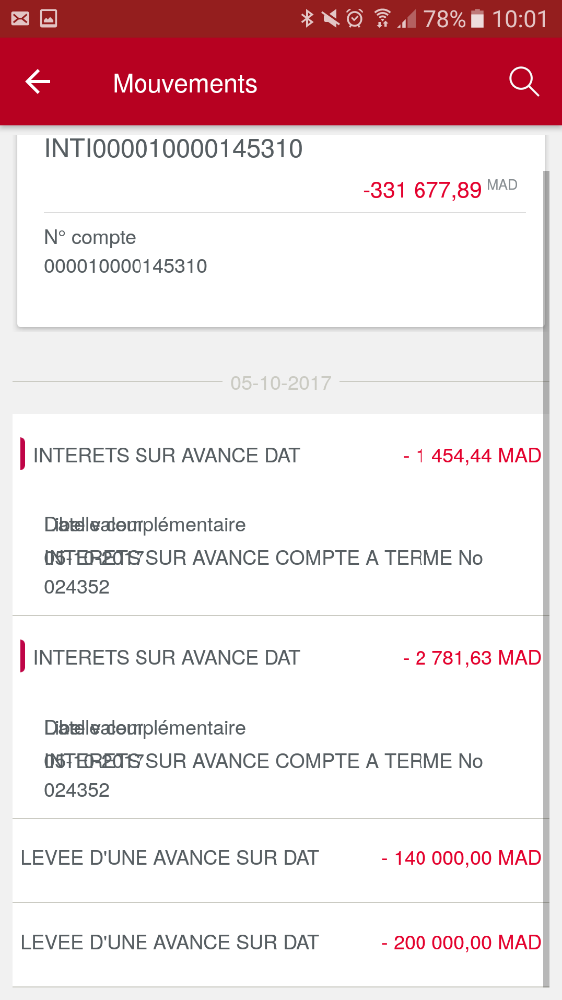 78% 10:01
Mouvements
INTI000010000145310
-331 677,89 MAD
N° compte
000010000145310
05-10-2017
INTERETS SUR AVANCE DAT - 1 454,44 MAD
Libellé complémentaire
Date valeur
INTERETS SUR AVANCE COMPTE A TERME No
05-10-2017
024352
INTERETS SUR AVANCE DAT - 2 781,63 MAD
Libellé complémentaire
Date valeur
INTERETS SUR AVANCE COMPTE A TERME No
05-10-2017
024352
LEVEE D'UNE AVANCE SUR DAT - 140 000,00 MAD
LEVEE D'UNE AVANCE SUR DAT - 200 000,00 MAD